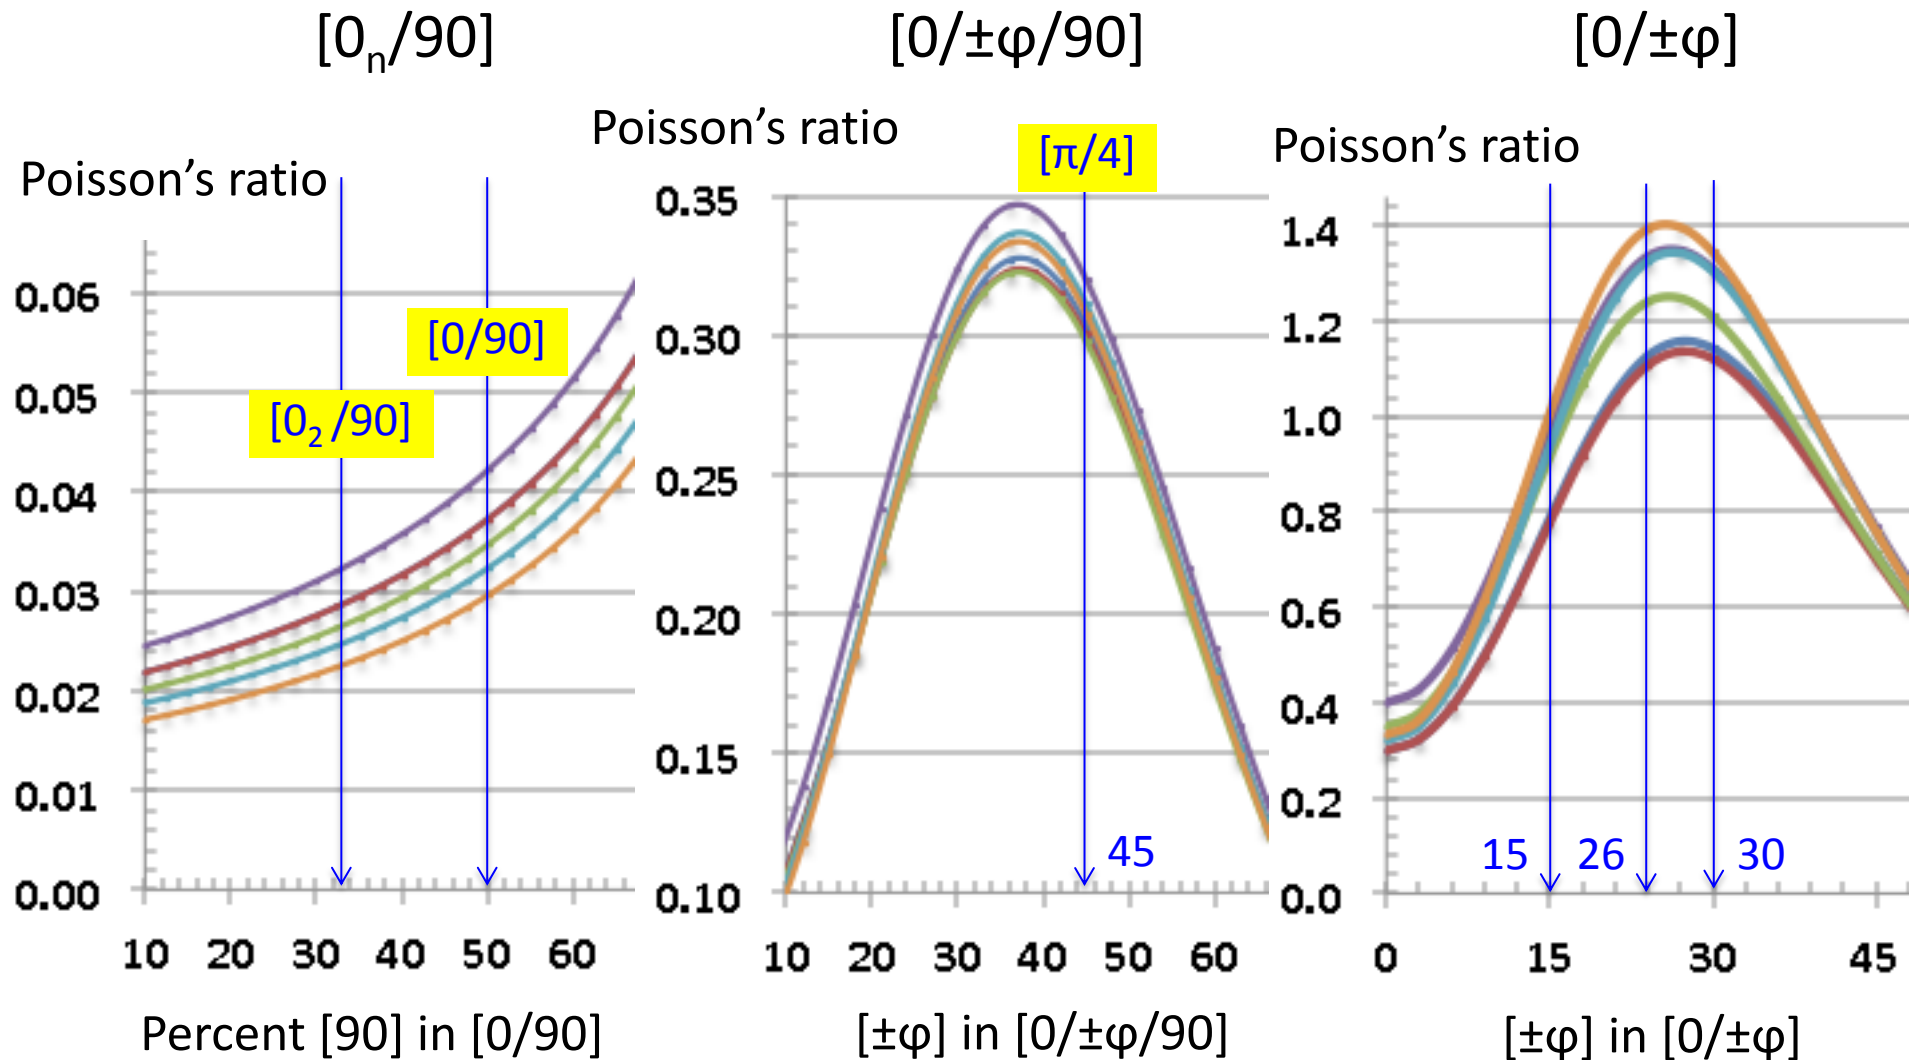 [0n/90]
Poisson's ratio
0.06
0.05
0.04
0.03
0.02
0.01
0.00
[0/90]
[02/90]
10 20 30 40 50 60
Percent [90] in [0/90]
[0/±φ/90]
Poisson's ratio
[π/4]
0.35
0.30
0.25
0.20
0.15
0.10
45
10 20 30 40 50 60
[±φ] in [0/±φ/90]
[0/±φ]
Poisson's ratio
1.4
1.2
1.0
0.8
0.6
0.4
0.2
0.0
15 26 30
0 15 30 45
[±φ] in [0/±φ]